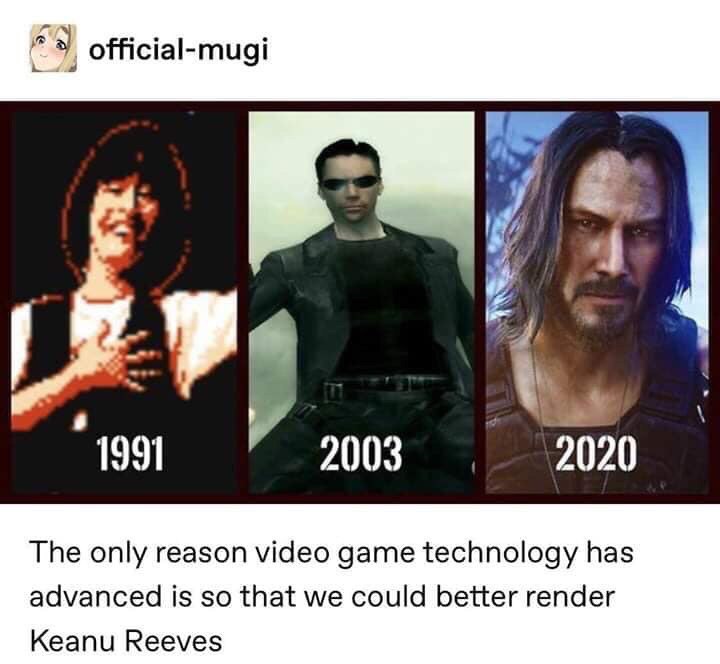 official-mugi
1991
2003
2020
The only reason video game technology has
advanced is so that we could better render
Keanu Reeves